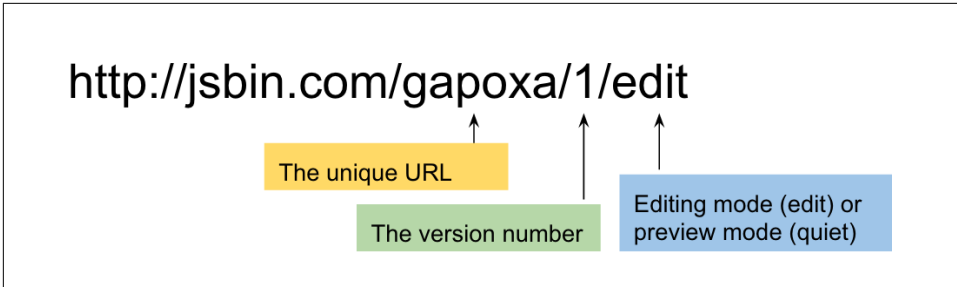 http://jsbin.com/gapoxa/1/edit
The unique URL
The version number
Editing mode (edit) or
preview mode (quiet)